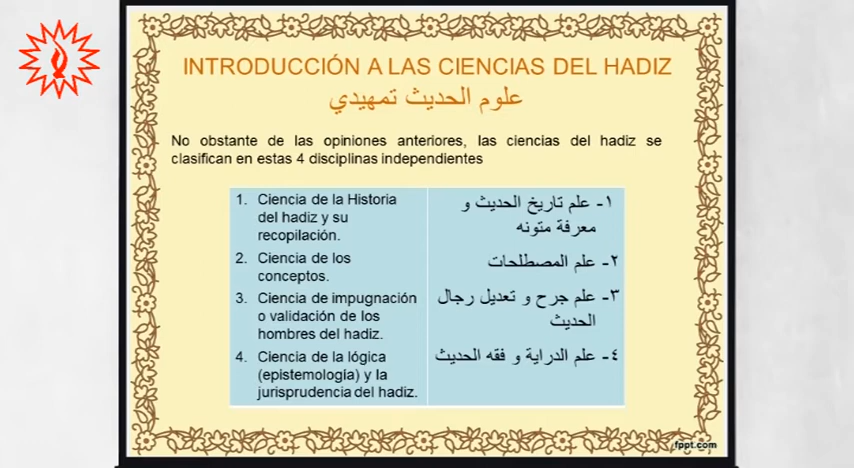 INTRODUCCIÓN A LAS CIENCIAS DEL HADIZ
علوم الحديث تمهيدي
No obstante de las opiniones anteriores, las ciencias del hadiz se
clasifican en estas 4 disciplinas independientes
1. Ciencia de la Historia
del hadiz y su
recopilación.
2. Ciencia de los
conceptos.
3. Ciencia de impugnación
o validación de los
hombres del hadiz.
4. Ciencia de la lógica
(epistemología) y la
jurisprudencia del hadiz.
١- علم تاريخ الحديث و
معرفة متونه
٢- علم المصطلحات
٣- علم جرح و تعديل رجال
الحديث
٤- علم الدراية و فقه الحديث
fppt.com